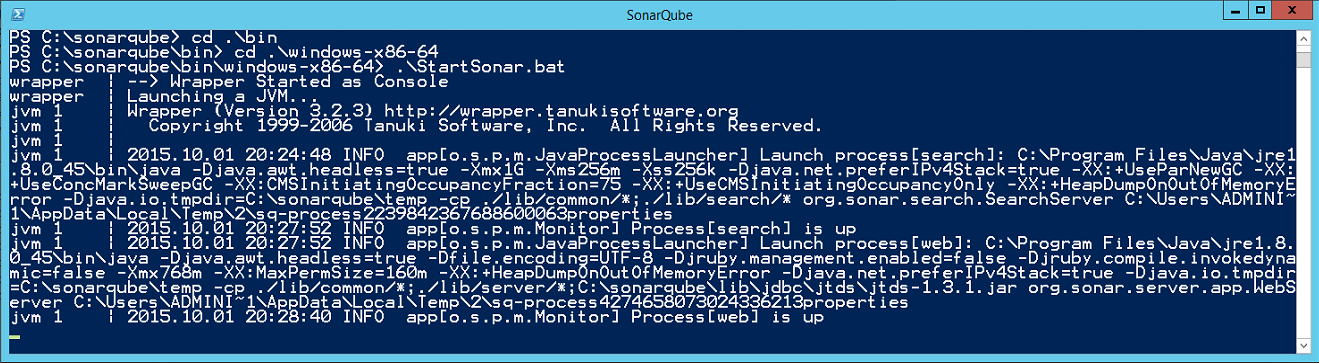 SonarQube
PS C:\sonarqube> cd .\bin
PS C:\sonarqube\bin> cd .\windows-x86-64
PS C:\sonarqube\bin\windows-x86-64> .\StartSonar.bat
wrapper  | --> Wrapper Started as Console
wrapper  | Launching a JVM...
jvm 1    | Wrapper (Version 3.2.3) http://wrapper.tanukisoftware.org
jvm 1    |   Copyright 1999-2006 Tanuki Software, Inc.  All Rights Reserved.
jvm 1    |
jvm 1    | 2015.10.01 20:24:48 INFO  app[o.s.p.m.JavaProcessLauncher] Launch process[search]: C:\Program Files\Java\jre1
.8.0_45\bin\java -Djava.awt.headless=true -Xmx1G -Xms256m -Xss256k -Djava.net.preferIPv4Stack=true -XX:+UseParNewGC -XX:
+UseConcMarkSweepGC -XX:CMSInitiatingOccupancyFraction=75 -XX:+UseCMSInitiatingOccupancyOnly -XX:+HeapDumpOnOutOfMemoryE
rror -Djava.io.tmpdir=C:\sonarqube\temp -cp ./lib/common/*;./lib/search/* org.sonar.search.SearchServer C:\Users\ADMINI~
1\AppData\Local\Temp\2\sq-process2239842367688600063properties
jvm 1    | 2015.10.01 20:27:52 INFO  app[o.s.p.m.Monitor] Process[search] is up
jvm 1    | 2015.10.01 20:27:52 INFO  app[o.s.p.m.JavaProcessLauncher] Launch process[web]: C:\Program Files\Java\jre1.8.
0_45\bin\java -Djava.awt.headless=true -Dfile.encoding=UTF-8 -Djruby.management.enabled=false -Djruby.compile.invokedyna
mic=false -Xmx768m -XX:MaxPermSize=160m -XX:+HeapDumpOnOutOfMemoryError -Djava.net.preferIPv4Stack=true -Djava.io.tmpdir
=C:\sonarqube\temp -cp ./lib/common/*;./lib/server/*;C:\sonarqube\lib\jdbc\jtds\jtds-1.3.1.jar org.sonar.server.app.WebS
erver C:\Users\ADMINI~1\AppData\Local\Temp\2\sq-process4274658073024336213properties
jvm 1    | 2015.10.01 20:28:40 INFO  app[o.s.p.m.Monitor] Process[web] is up